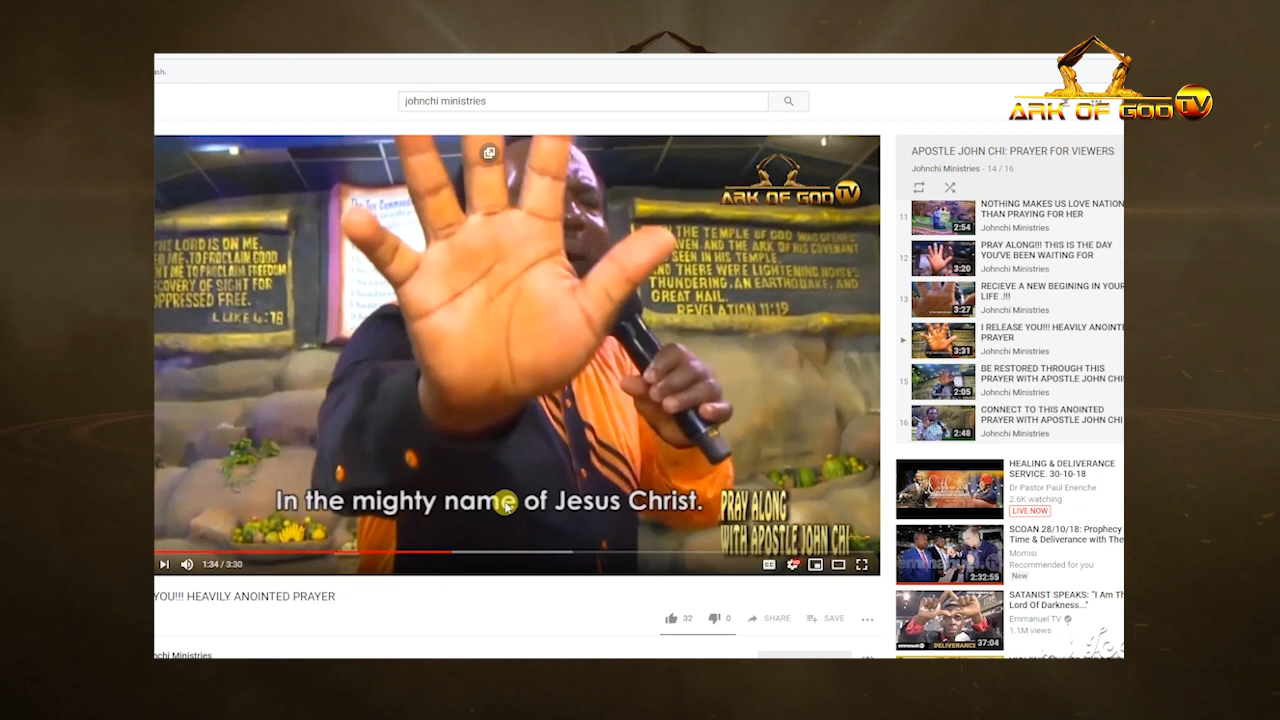 ash.
johnchi ministries
ARK OF GOD TV
ARK OF GOD TV
The Ten Command
THE LORD IS ON ME,
ME, TO PROCLAIM GOOD
NT ME TO PROCLAIM FREEDOM
ECOVERY OF SIGHT FOR
OPPRESSED FREE.
LUKE 4:18
THE TEMPLE OF GOD WAS OPENED
AVEN, AND THE ARK OF HIS COVENANT
SEEN IN HIS TEMPLE.
ND THERE WERE LIGHTENING NOISES
THUNDERING, AN EARTHQUAKE, AND
GREAT HAIL.
REVELATION 11:19
In the mighty name of Jesus Christ.
PRAY ALONG
WITH APOSTLE JOHN CHI
1:34 / 3:30
YOU!!! HEAVILY ANOINTED PRAYER
32 0 SHARE SAVE
nchi Ministries
APOSTLE JOHN CHI: PRAYER FOR VIEWERS
Johnchi Ministries - 14 / 16
11
NOTHING MAKES US LOVE NATION
THAN PRAYING FOR HER
Johnchi Ministries
2:54
12
PRAY ALONG!!! THIS IS THE DAY
YOU'VE BEEN WAITING FOR
Johnchi Ministries
3:20
13
RECIEVE A NEW BEGINING IN YOUR
LIFE .!!!
Johnchi Ministries
3:27
I RELEASE YOU!!! HEAVILY ANOINTE
PRAYER
Johnchi Ministries
3:31
15
BE RESTORED THROUGH THIS
PRAYER WITH APOSTLE JOHN CHI!
Johnchi Ministries
2:05
16
CONNECT TO THIS ANOINTED
PRAYER WITH APOSTLE JOHN CHI
Johnchi Ministries
2:48
HEALING & DELIVERANCE
SERVICE. 30-10-18
Dr Pastor Paul Enenche
2.6K watching
LIVE NOW
SCOAN 28/10/18: Prophecy
Time & Deliverance with The
Momisi
Recommended for you
New
2:32:55
SATANIST SPEAKS: "I Am Th
Lord Of Darkness..."
Emmanuel TV
1.1M views
37:04
DELIVERANCE